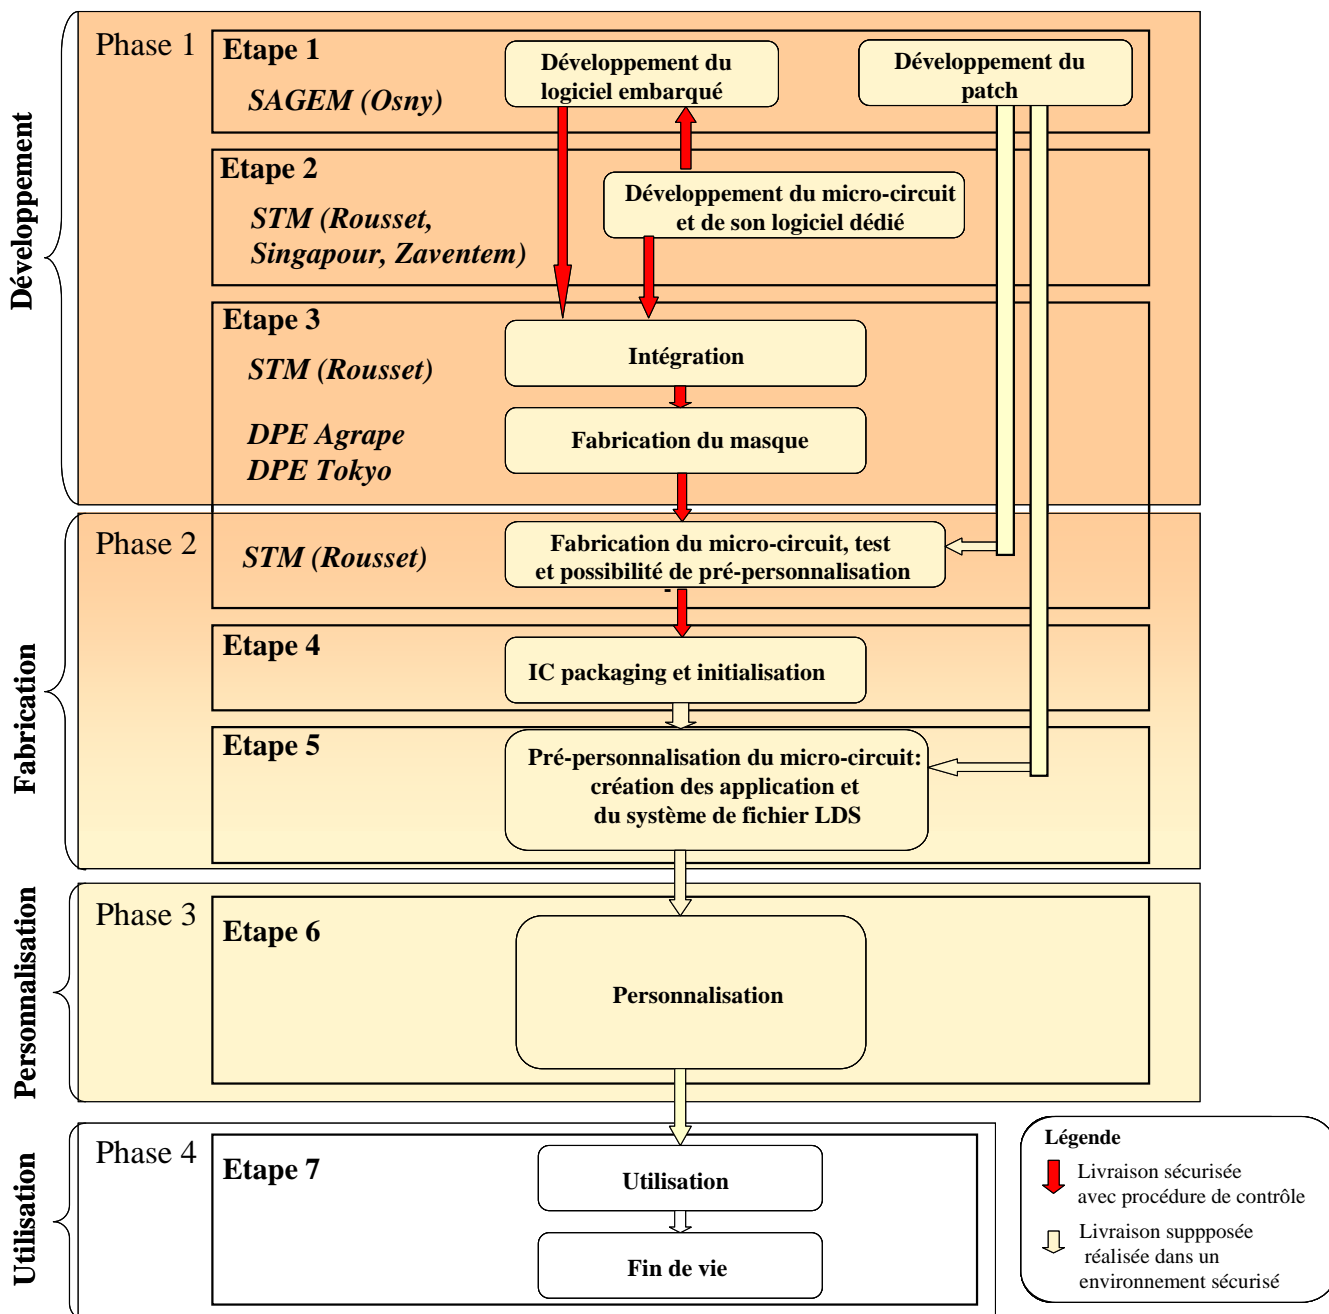 Développement
Phase 1
Etape 1
SAGEM (Osny)
Développement du
logiciel embarqué
Développement du
patch
Etape 2
STM (Rousset,
Singapour, Zaventem)
Développement du micro-circuit
et de son logiciel dédié
Etape 3
STM (Rousset)
Intégration
DPE Agrape
DPE Tokyo
Fabrication du masque
Fabrication
Phase 2
STM (Rousset)
Fabrication du micro-circuit, test
et possibilité de pré-personnalisation
-
Etape 4
IC packaging et initialisation
Etape 5
Pré-personnalisation du micro-circuit:
création des application et
du système de fichier LDS
Personnalisation
Phase 3
Etape 6
Personnalisation
Utilisation
Phase 4
Etape 7
Utilisation
Fin de vie
Légende
Livraison sécurisée
avec procédure de contrôle
Livraison suppposée
réalisée dans un
environnement sécurisé